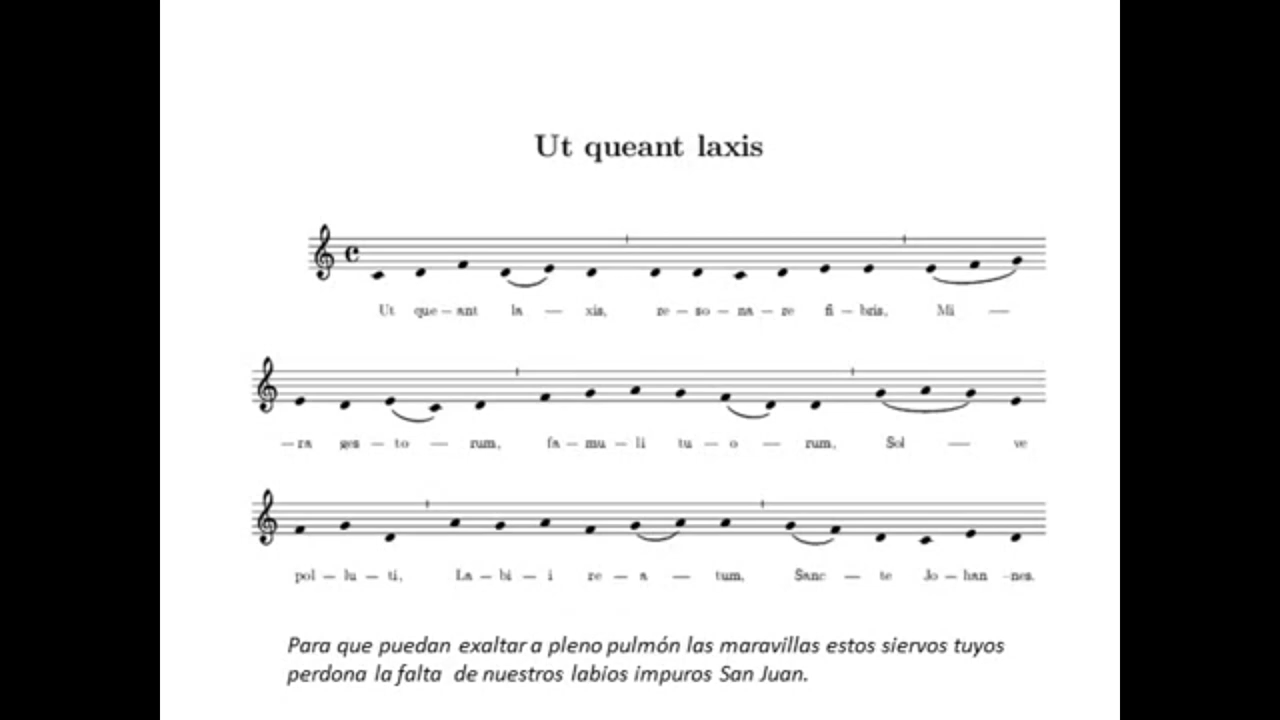 Ut queant laxis
Ut que – ant la — xis, re – so – na – re fi – bris, Mi —
– ra ges – to — rum, fa – mu – li tu – o — rum, Sol — ve
pol – lu – ti, La – bi – i re – a — tum, Sanc — te Jo – han –nes.
Para que puedan exaltar a pleno pulmón las maravillas estos siervos tuyos
perdona la falta de nuestros labios impuros San Juan.